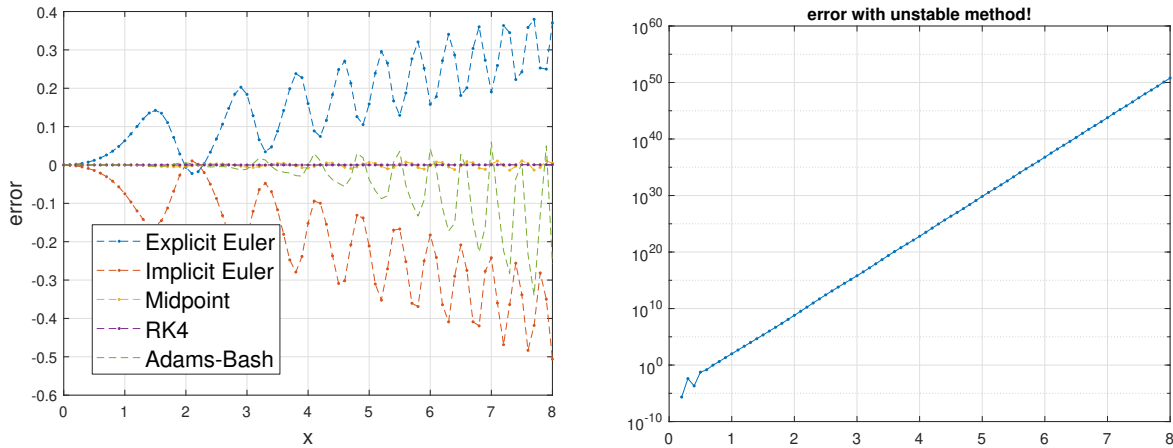 0.4
0.3
0.2
0.1
0
-0.1
-0.2
-0.3
-0.4
-0.5
-0.6
error
Explicit Euler
Implicit Euler
Midpoint
RK4
Adams-Bash
0 1 2 3 4 5 6 7 8
x
error with unstable method!
10^60
10^50
10^40
10^30
10^20
10^10
10^0
10^-10
0 1 2 3 4 5 6 7 8